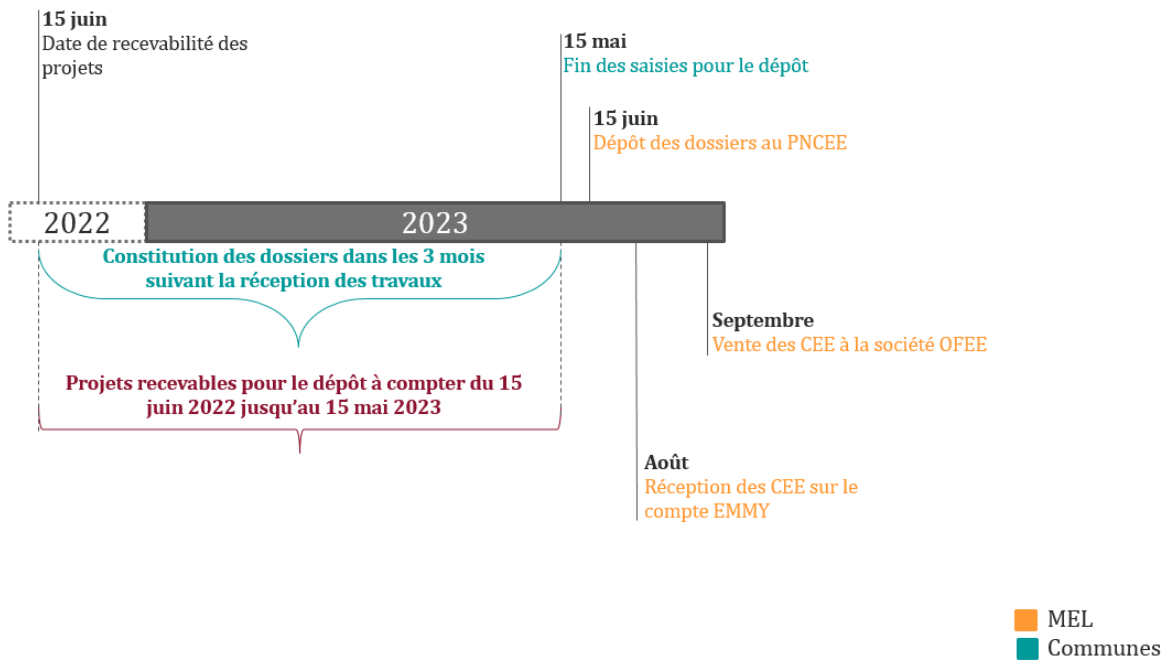 15 juin
Date de recevabilité des
projets
15 mai
Fin des saisies pour le dépôt
15 juin
Dépôt des dossiers au PNCEE
2022
2023
Constitution des dossiers dans les 3 mois
suivant la réception des travaux
Septembre
Vente des CEE à la société OFEE
Projets recevables pour le dépôt à compter du 15
juin 2022 jusqu’au 15 mai 2023
Août
Réception des CEE sur le
compte EMMY
MEL
Communes